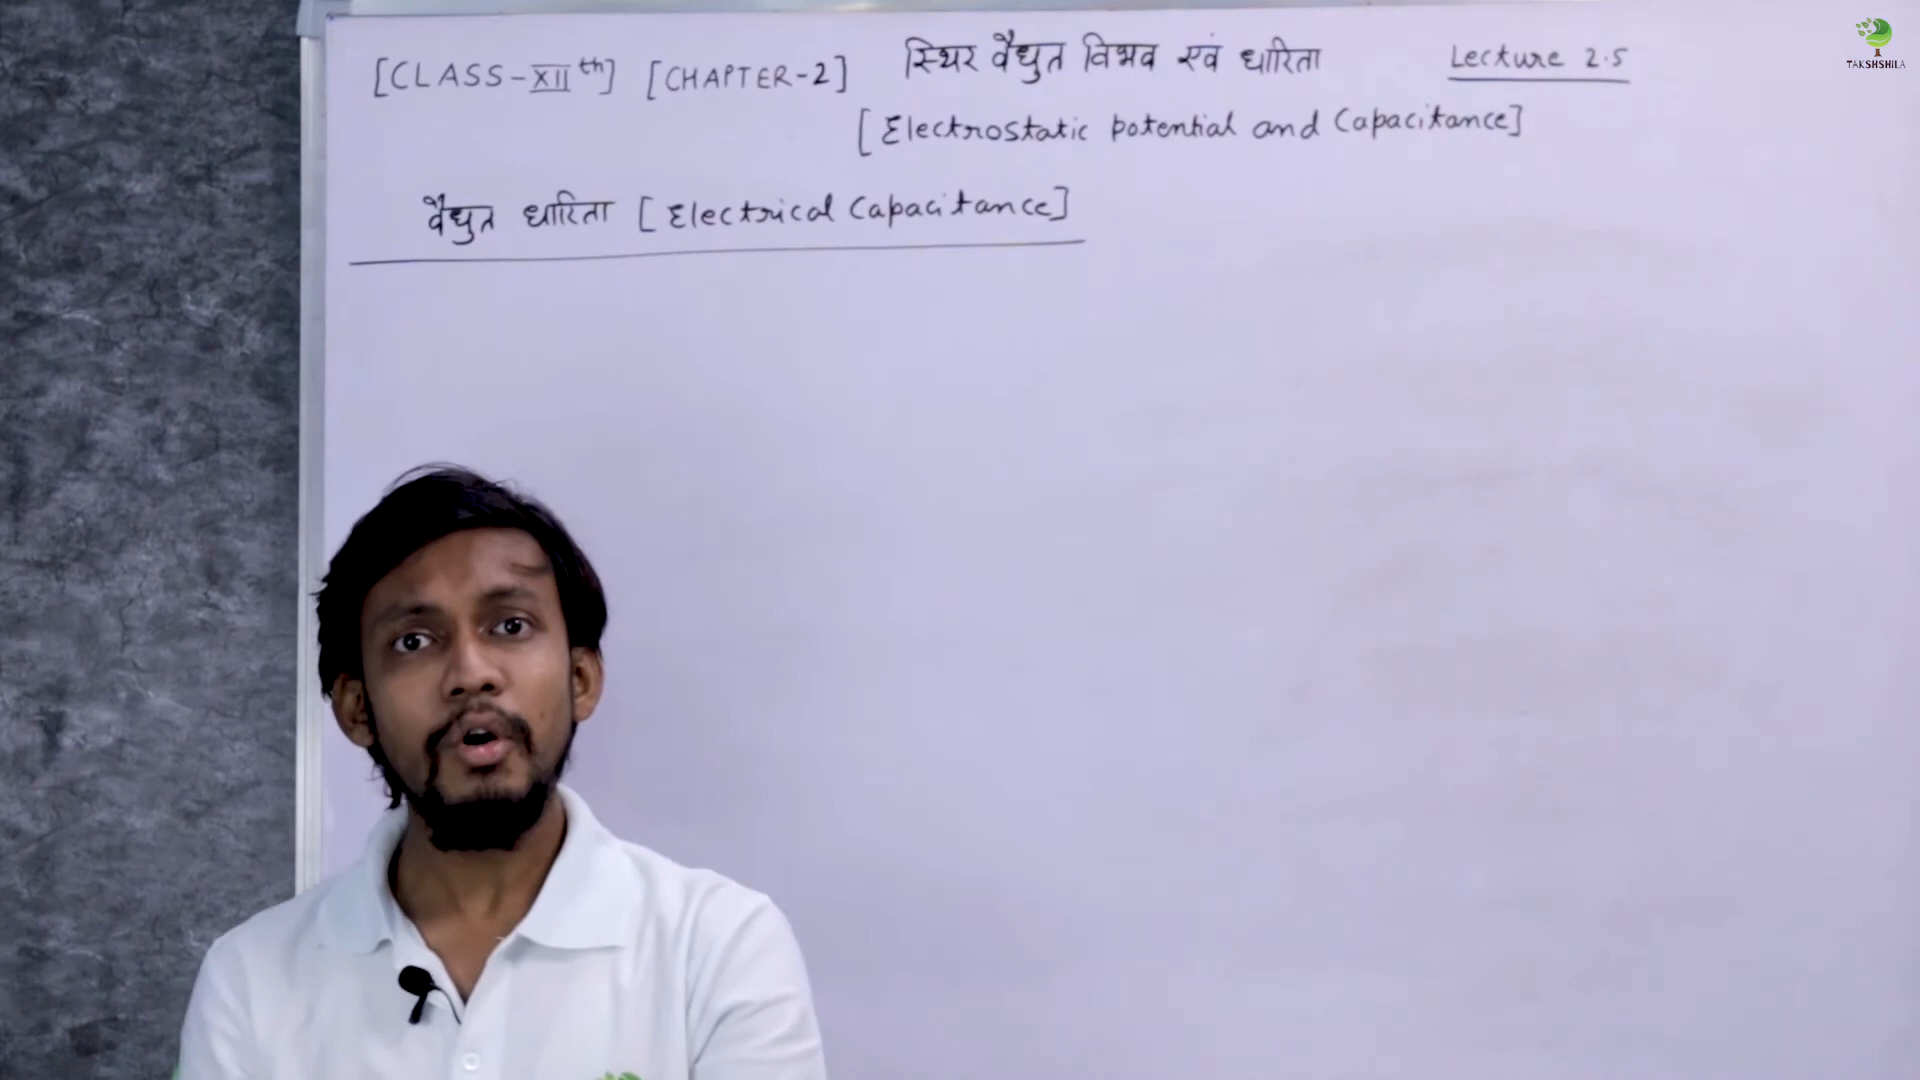 [CLASS-XIIth] [CHAPTER-2] स्थिर वैद्युत विभव एवं धारिता Lecture 2.5
[Electrostatic potential and Capacitance]
वैद्युत धारिता [Electrical Capacitance]
TAKSHSHILA